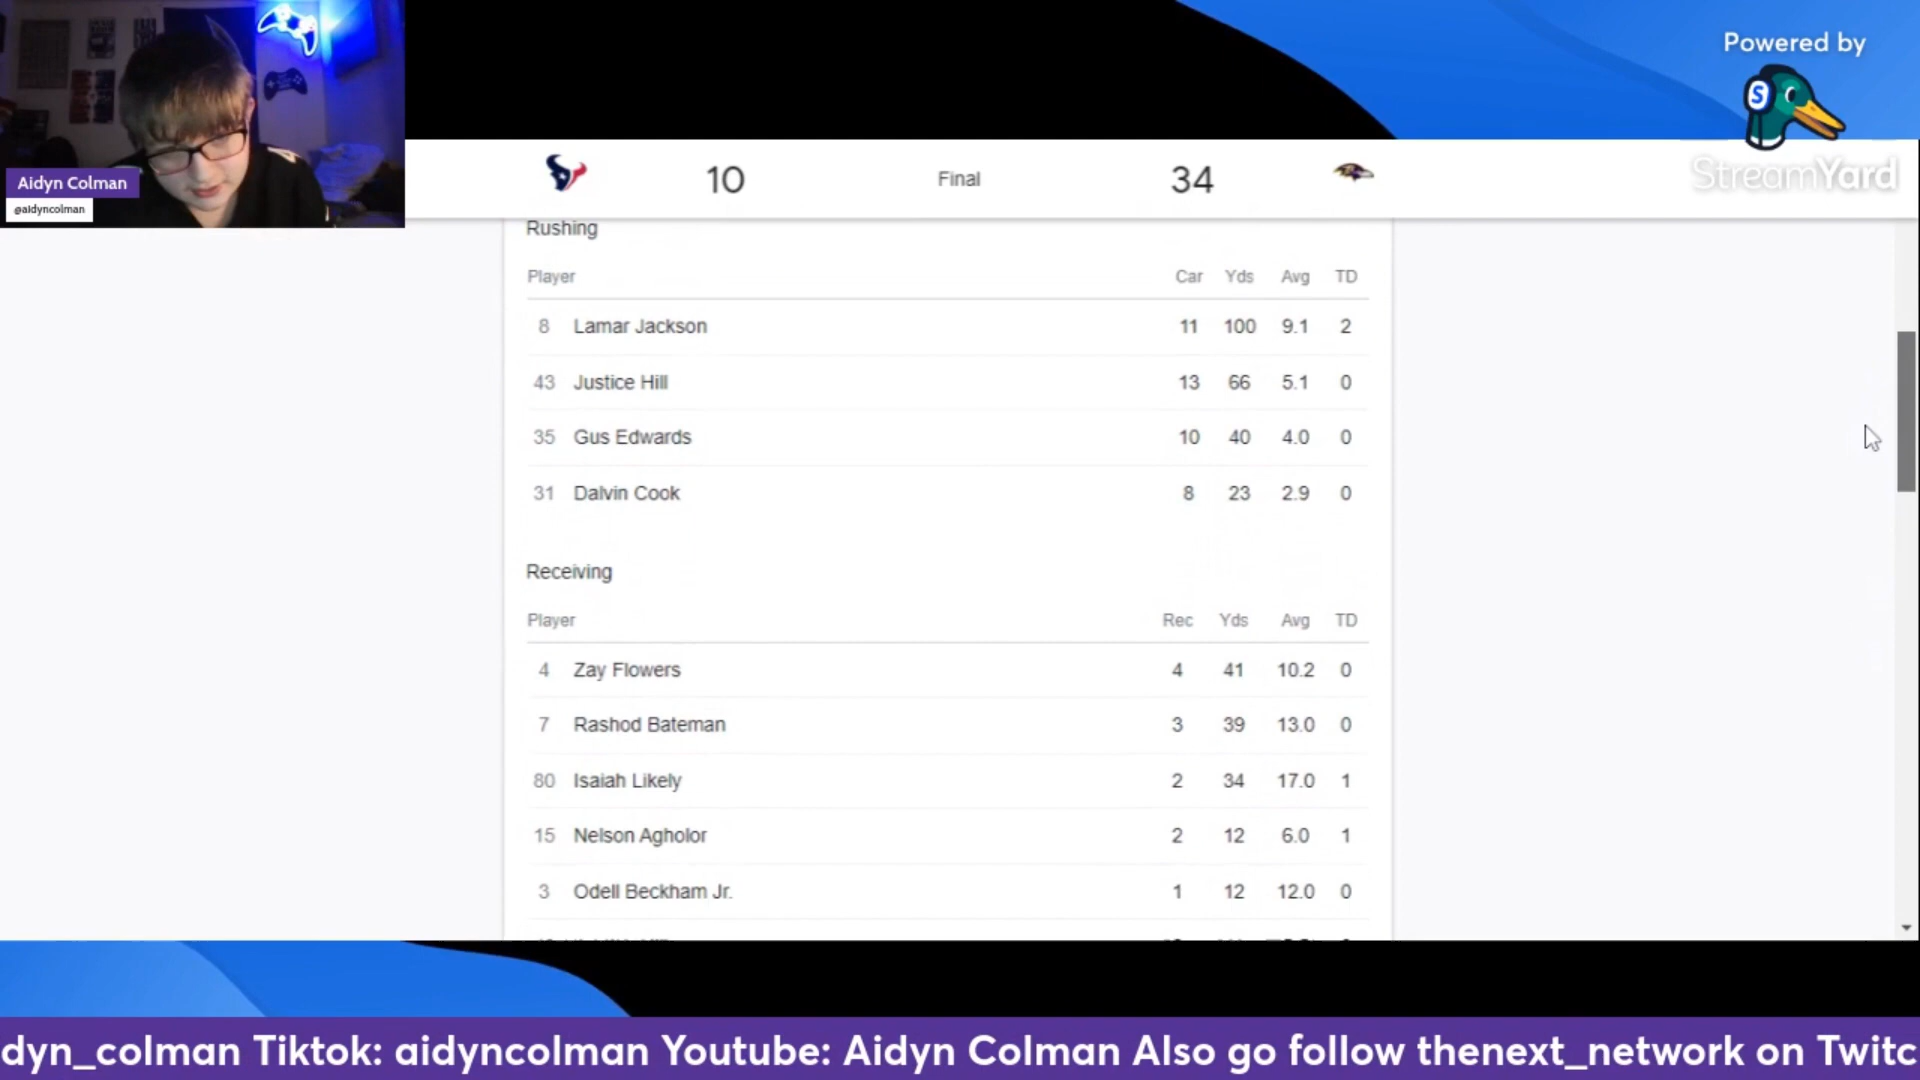 Powered by
StreamYard
Aidyn Colman
@aidyncolman
10 Final 34
Rushing
Player Car Yds Avg TD
8 Lamar Jackson 11 100 9.1 2
43 Justice Hill 13 66 5.1 0
35 Gus Edwards 10 40 4.0 0
31 Dalvin Cook 8 23 2.9 0
Receiving
Player Rec Yds Avg TD
4 Zay Flowers 4 41 10.2 0
7 Rashod Bateman 3 39 13.0 0
80 Isaiah Likely 2 34 17.0 1
15 Nelson Agholor 2 12 6.0 1
3 Odell Beckham Jr. 1 12 12.0 0
dyn_colman Tiktok: aidyncolman Youtube: Aidyn Colman Also go follow thenext_network on Twitc